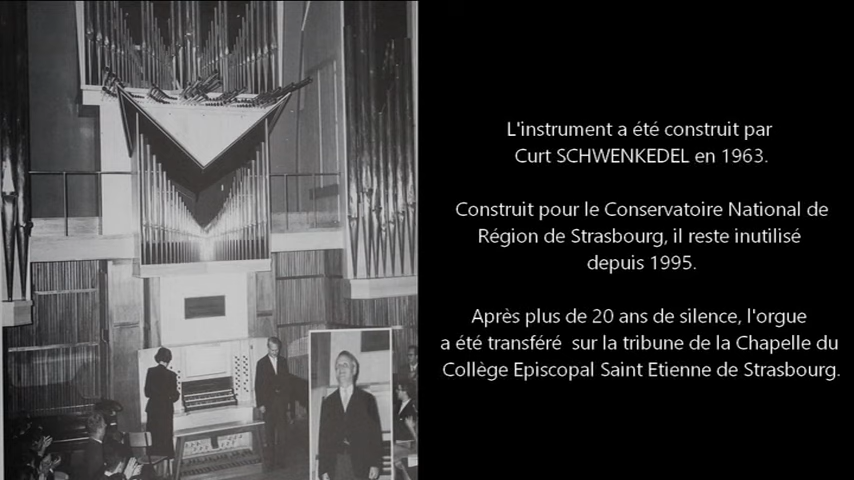 L'instrument a été construit par
Curt SCHWENKEDEL en 1963.
Construit pour le Conservatoire National de
Région de Strasbourg, il reste inutilisé
depuis 1995.
Après plus de 20 ans de silence, l'orgue
a été transféré sur la tribune de la Chapelle du
Collège Episcopal Saint Etienne de Strasbourg.